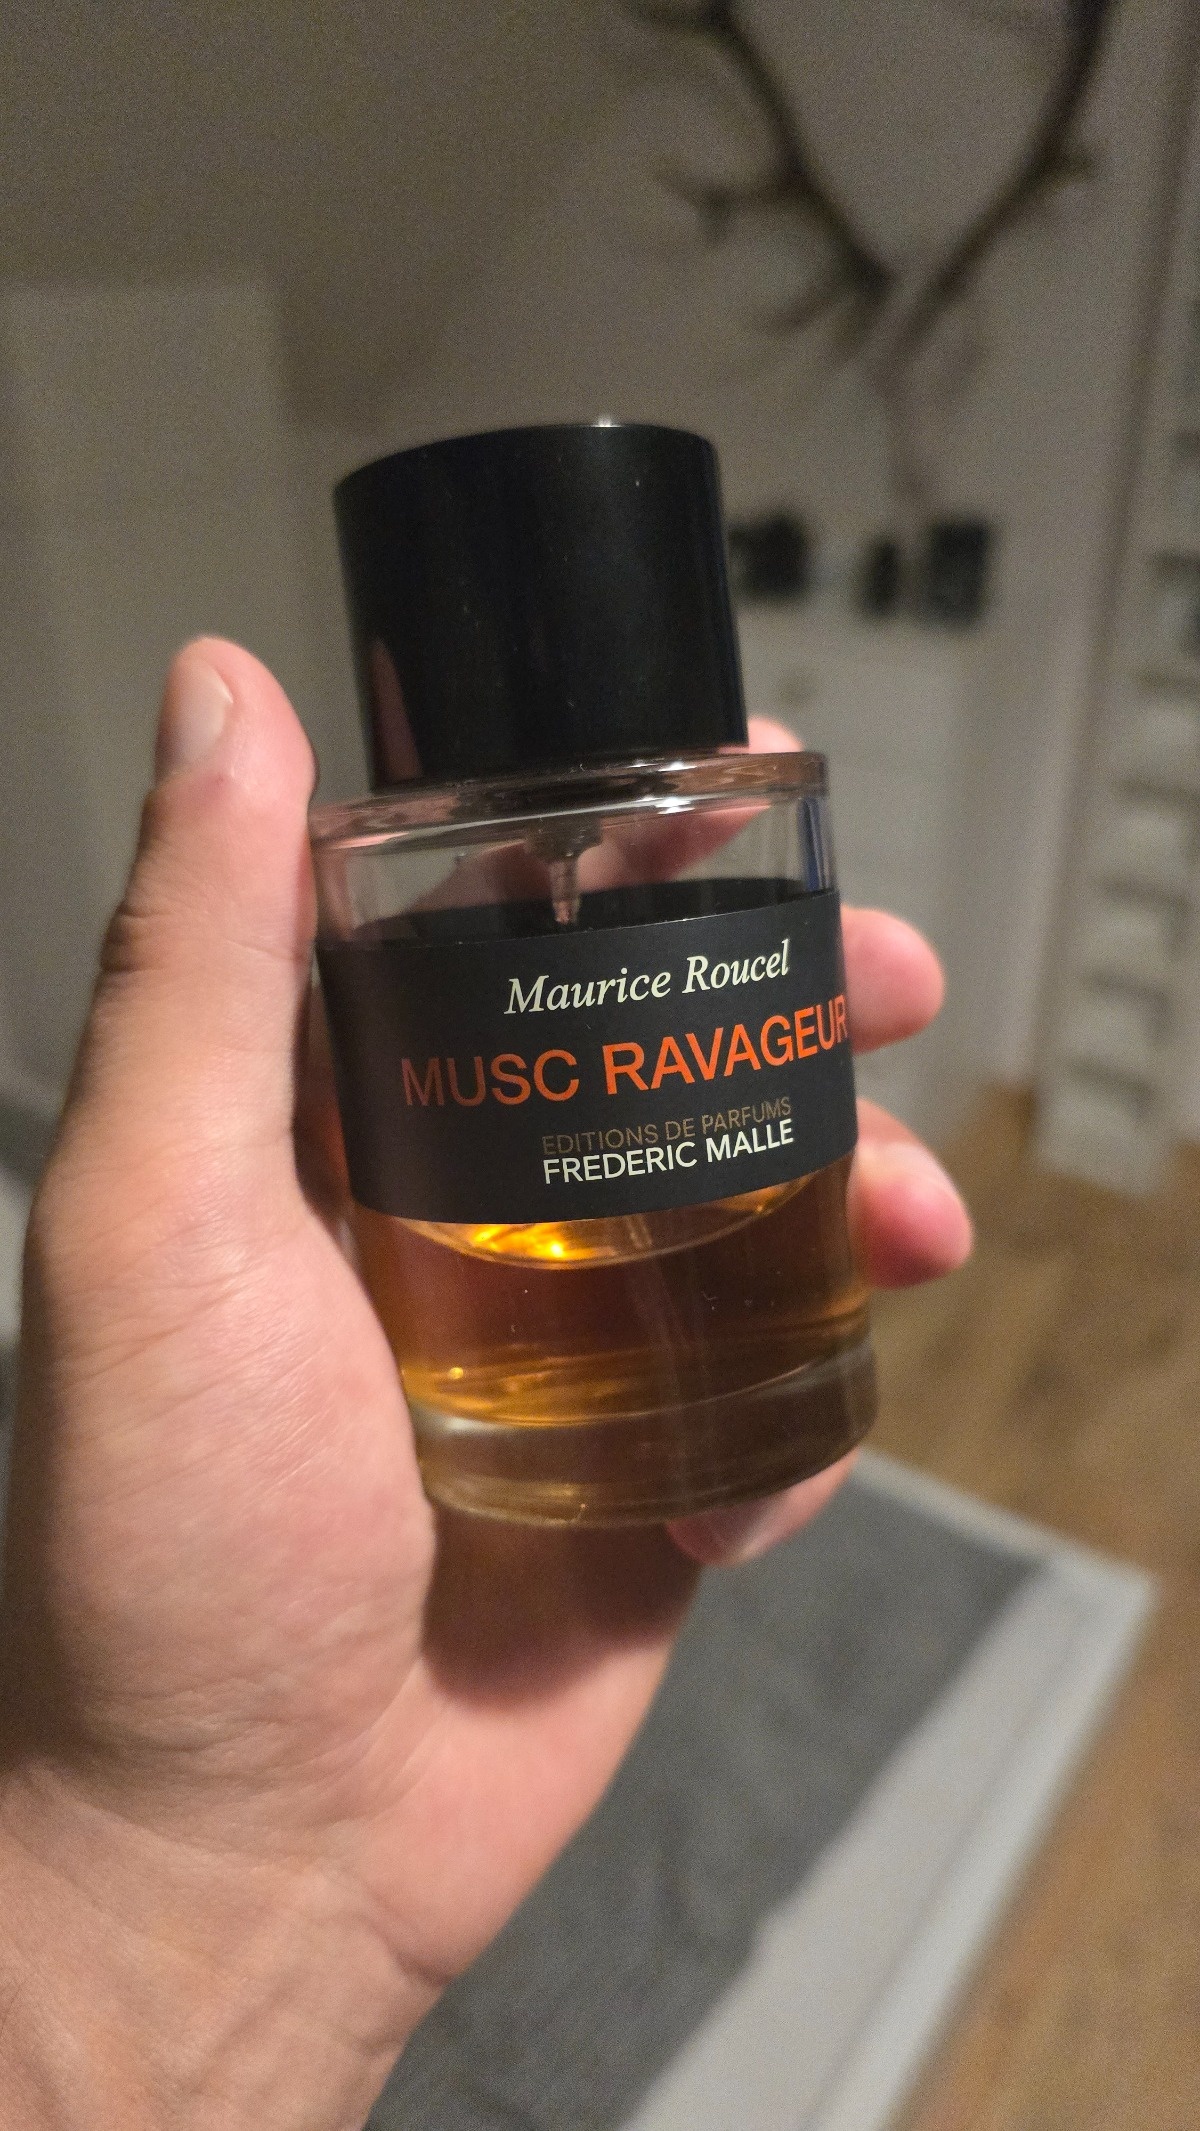 Maurice Roucel
MUSC RAVAGEUR
EDITIONS DE PARFUMS
FREDERIC MALLE